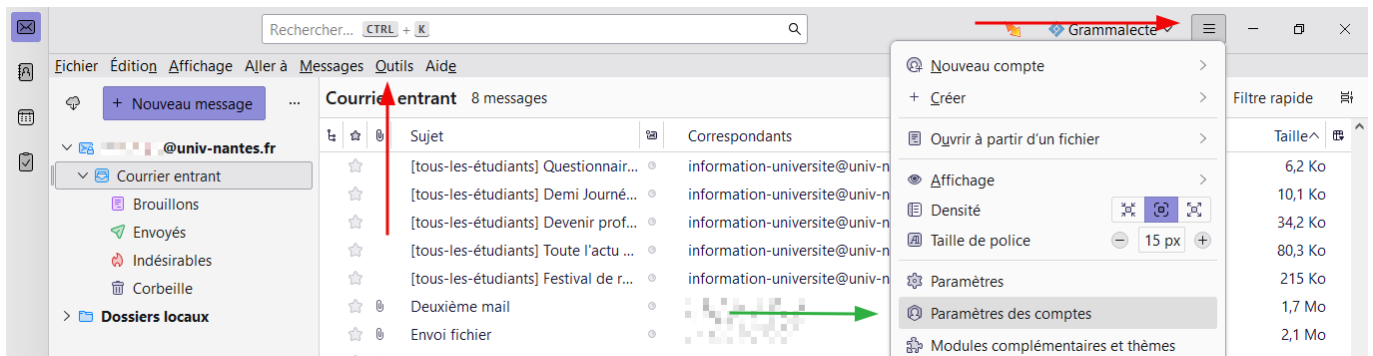 Rechercher... CTRL + K
Grammalecte
Fichier Édition Affichage Aller à Messages Outils Aide
+ Nouveau message ...
Courrier entrant 8 messages
Filtre rapide
Sujet Correspondants Taille
@univ-nantes.fr
Courrier entrant
Brouillons
Envoyés
Indésirables
Corbeille
Dossiers locaux
[tous-les-étudiants] Questionnair... information-universite@univ-n 6,2 Ko
[tous-les-étudiants] Demi Journé... information-universite@univ-n 10,1 Ko
[tous-les-étudiants] Devenir prof... information-universite@univ-n 34,2 Ko
[tous-les-étudiants] Toute l'actu ... information-universite@univ-n 80,3 Ko
[tous-les-étudiants] Festival de r... information-universite@univ-n 215 Ko
Deuxième mail 1,7 Mo
Envoi fichier 2,1 Mo
Nouveau compte
+ Créer
Ouvrir à partir d'un fichier
Affichage
Densité
Taille de police 15 px
Paramètres
Paramètres des comptes
Modules complémentaires et thèmes